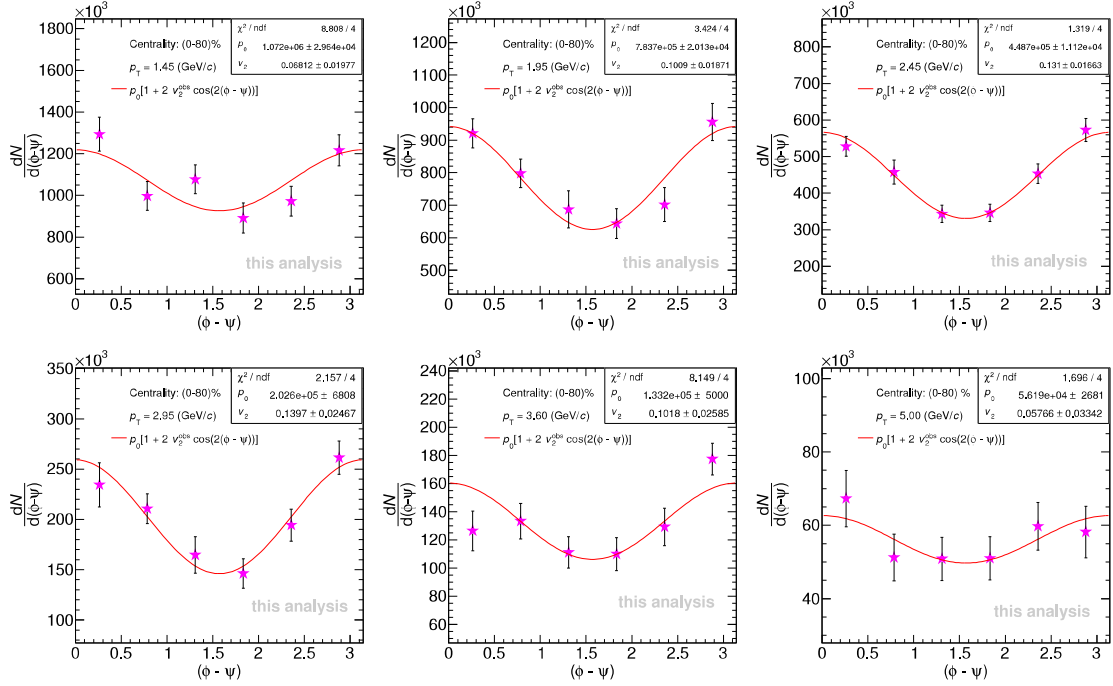 ×10³
χ² / ndf 8.808 / 4
p₀ 1.072e+06 ± 2.964e+04
v₂ 0.06812 ± 0.01977
Centrality: (0-80)%
p_T = 1.45 (GeV/c)
p₀[1 + 2 v₂^obs cos(2(φ - ψ))]
dN
d(φ-ψ)
1800
1600
1400
1200
1000
800
600
this analysis
0 0.5 1 1.5 2 2.5 3
(φ - ψ)
×10³
χ² / ndf 3.424 / 4
p₀ 7.837e+05 ± 2.013e+04
v₂ 0.1009 ± 0.01871
Centrality: (0-80)%
p_T = 1.95 (GeV/c)
p₀[1 + 2 v₂^obs cos(2(φ - ψ))]
dN
d(φ-ψ)
1200
1100
1000
900
800
700
600
500
this analysis
0 0.5 1 1.5 2 2.5 3
(φ - ψ)
×10³
χ² / ndf 1.319 / 4
p₀ 4.487e+05 ± 1.112e+04
v₂ 0.131 ± 0.01663
Centrality: (0-80)%
p_T = 2.45 (GeV/c)
p₀[1 + 2 v₂^obs cos(2(φ - ψ))]
dN
d(φ-ψ)
800
700
600
500
400
300
200
this analysis
0 0.5 1 1.5 2 2.5 3
(φ - ψ)
×10³
χ² / ndf 2.157 / 4
p₀ 2.026e+05 ± 6808
v₂ 0.1397 ± 0.02467
Centrality: (0-80)%
p_T = 2,95 (GeV/c)
p₀[1 + 2 v₂^obs cos(2(φ - ψ))]
dN
d(φ-ψ)
350
300
250
200
150
100
this analysis
0 0.5 1 1.5 2 2.5 3
(φ - ψ)
×10³
χ² / ndf 8.149 / 4
p₀ 1.332e+05 ± 5000
v₂ 0.1018 ± 0.02585
Centrality: (0-80)%
p_T = 3.60 (GeV/c)
p₀[1 + 2 v₂^obs cos(2(φ - ψ))]
dN
d(φ-ψ)
240
220
200
180
160
140
120
100
80
60
this analysis
0 0.5 1 1.5 2 2.5 3
(φ - ψ)
×10³
χ² / ndf 1.696 / 4
p₀ 5.619e+04 ± 2681
v₂ 0.05766 ± 0.03342
Centrality: (0-80)%
p_T = 5.00 (GeV/c)
p₀[1 + 2 v₂^obs cos(2(φ - ψ))]
dN
d(φ-ψ)
100
80
60
40
this analysis
0 0.5 1 1.5 2 2.5 3
(φ - ψ)